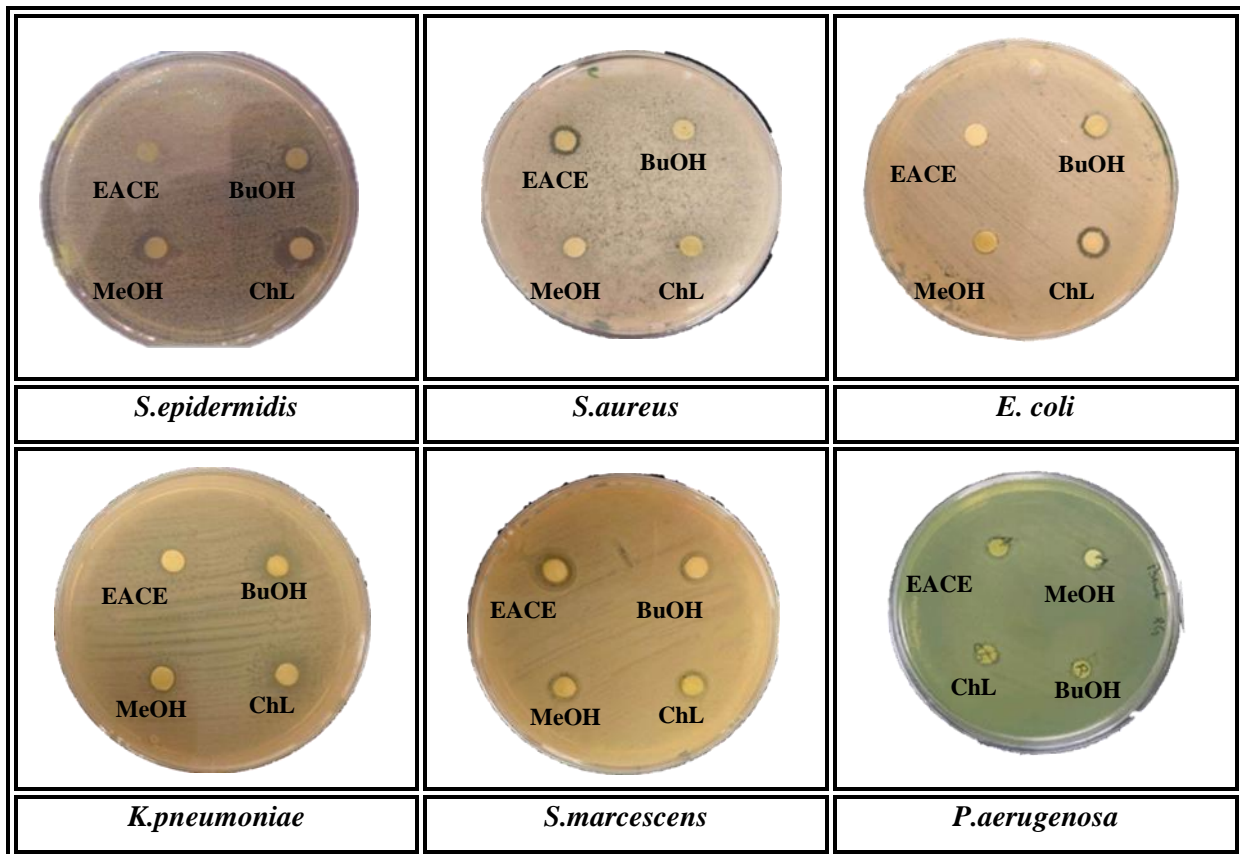 EACE
BuOH
MeOH
ChL
S.epidermidis
EACE
BuOH
MeOH
ChL
S.aureus
EACE
BuOH
MeOH
ChL
E. coli
EACE
BuOH
MeOH
ChL
K.pneumoniae
EACE
BuOH
MeOH
ChL
S.marcescens
EACE
MeOH
ChL
BuOH
P.aerugenosa